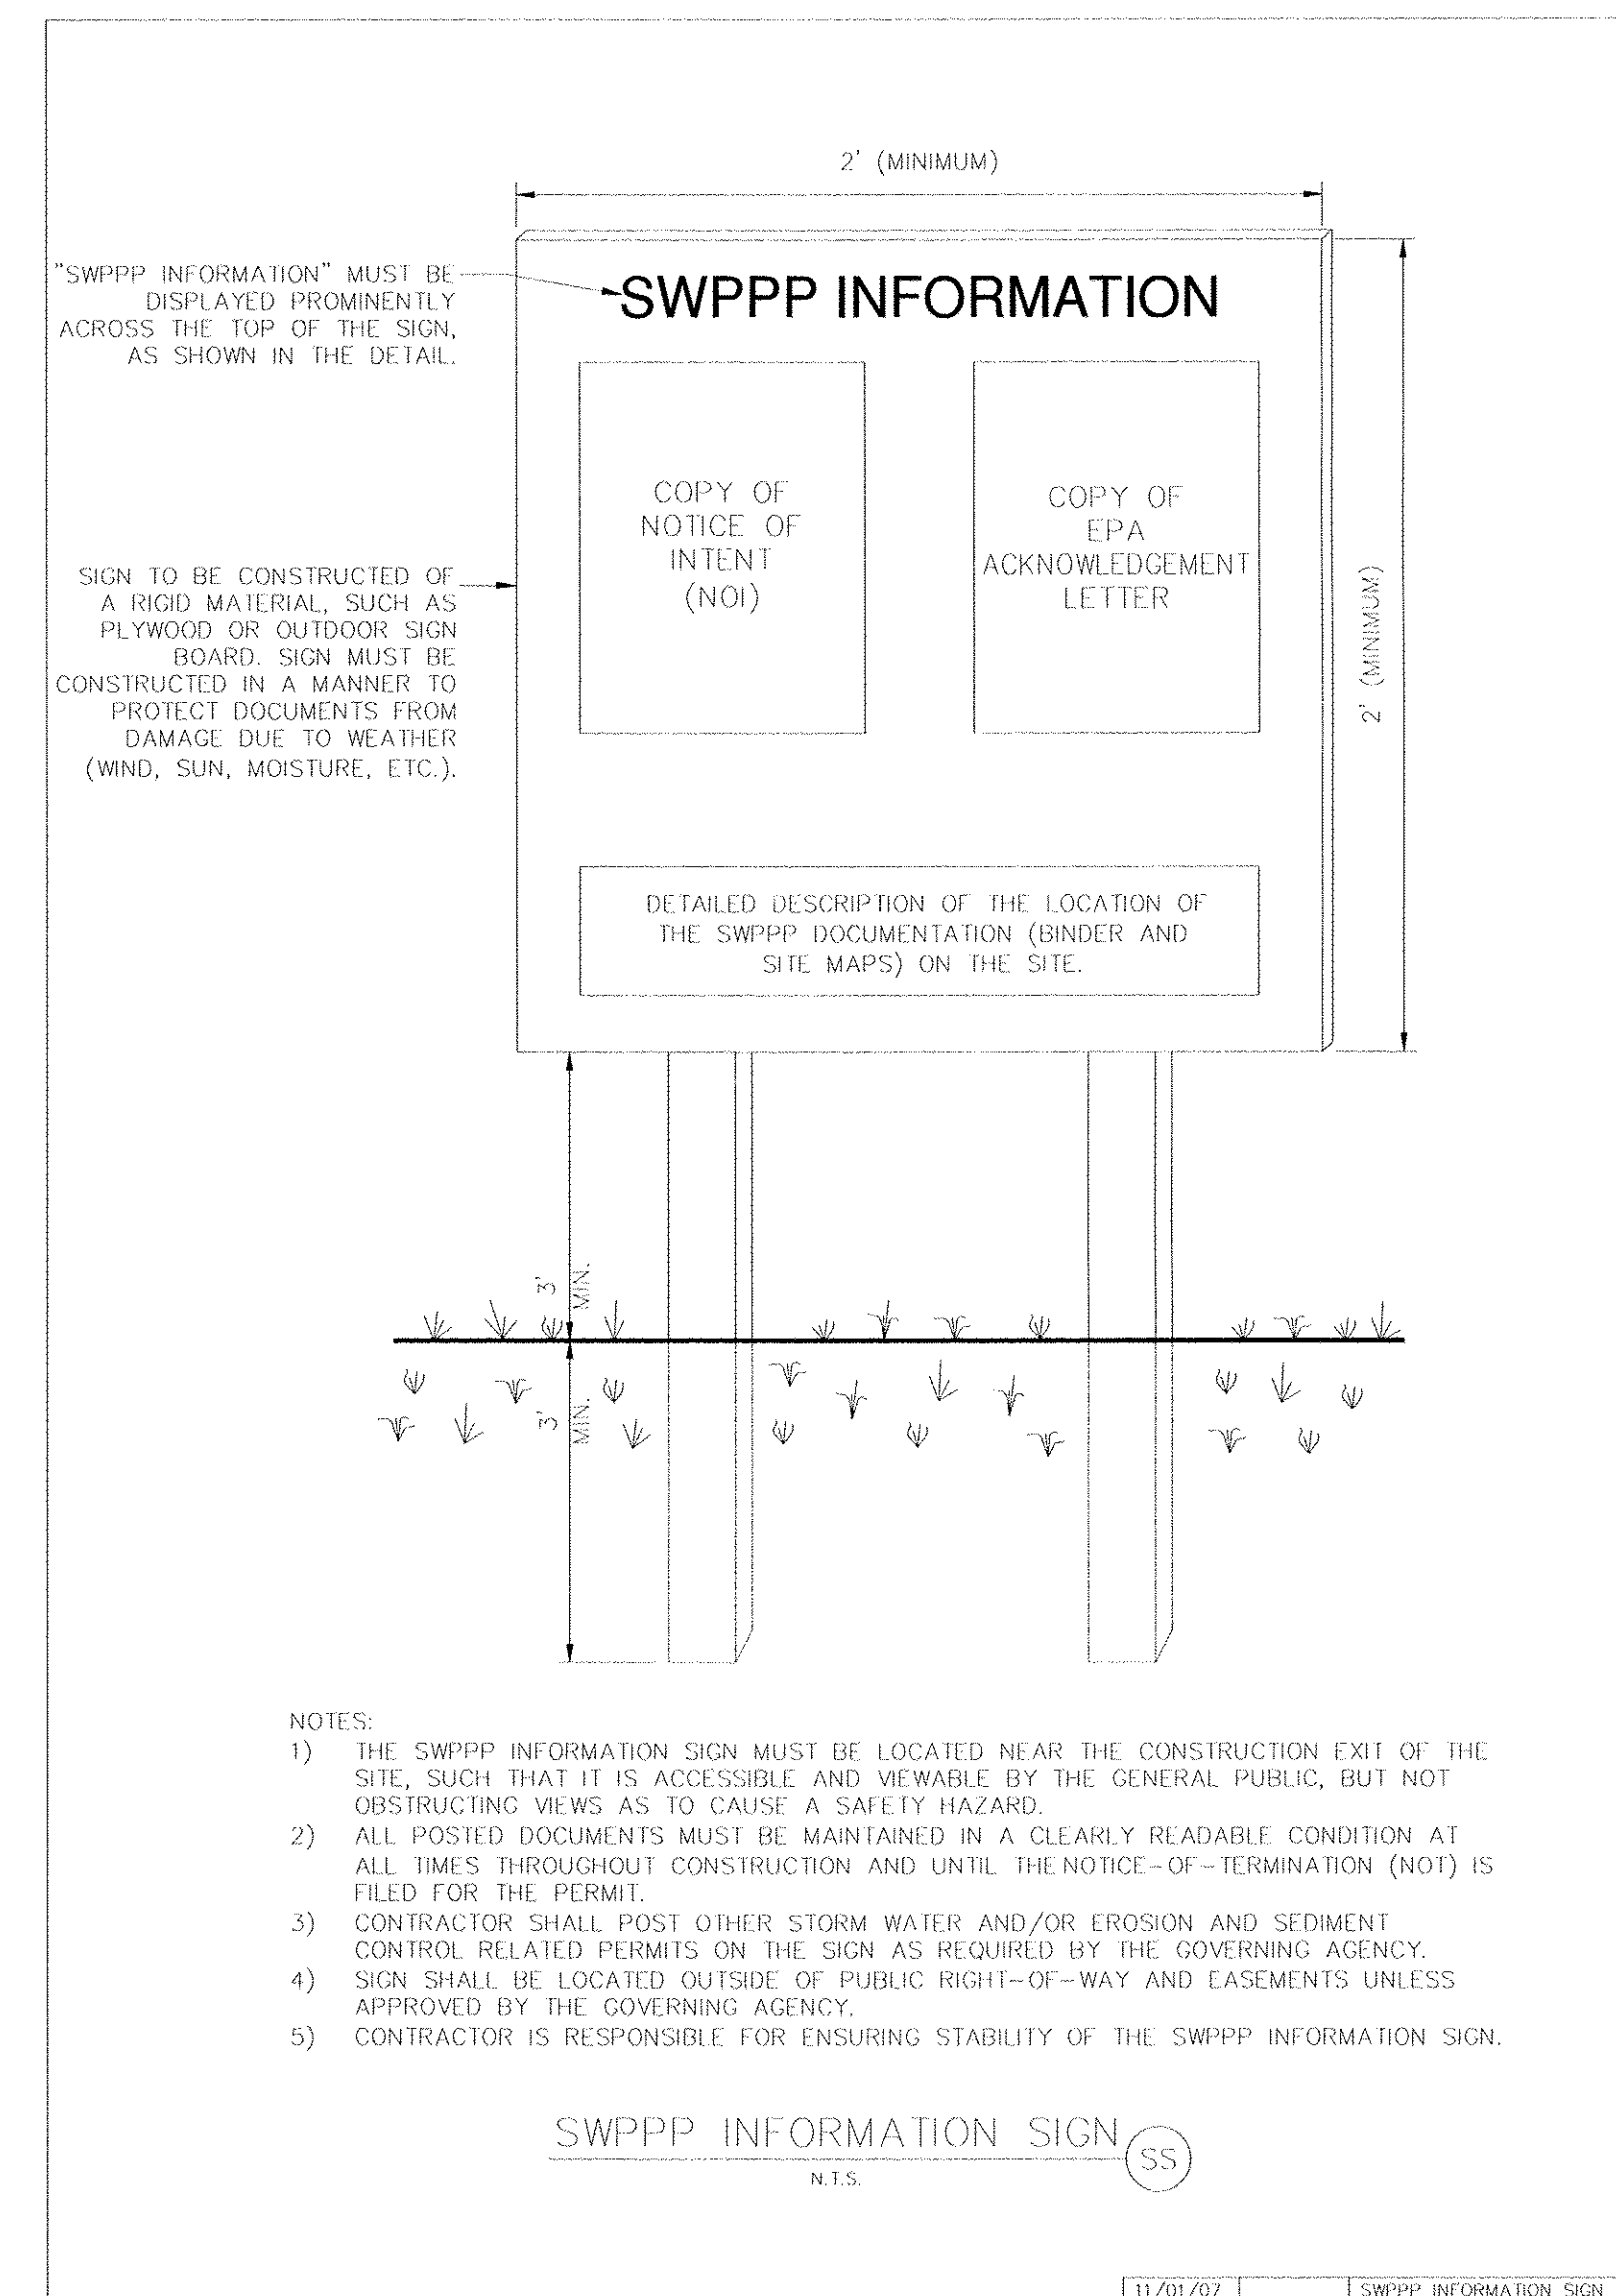 2' (MINIMUM)
"SWPPP INFORMATION" MUST BE
DISPLAYED PROMINENTLY
ACROSS THE TOP OF THE SIGN,
AS SHOWN IN THE DETAIL.
SWPPP INFORMATION
COPY OF
NOTICE OF
INTENT
(NOI)
COPY OF
EPA
ACKNOWLEDGEMENT
LETTER
2' (MINIMUM)
SIGN TO BE CONSTRUCTED OF
A RIGID MATERIAL, SUCH AS
PLYWOOD OR OUTDOOR SIGN
BOARD. SIGN MUST BE
CONSTRUCTED IN A MANNER TO
PROTECT DOCUMENTS FROM
DAMAGE DUE TO WEATHER
(WIND, SUN, MOISTURE, ETC.).
DETAILED DESCRIPTION OF THE LOCATION OF
THE SWPPP DOCUMENTATION (BINDER AND
SITE MAPS) ON THE SITE.
3'
MIN.
3'
MIN.
NOTES:
1) THE SWPPP INFORMATION SIGN MUST BE LOCATED NEAR THE CONSTRUCTION EXIT OF THE
SITE, SUCH THAT IT IS ACCESSIBLE AND VIEWABLE BY THE GENERAL PUBLIC, BUT NOT
OBSTRUCTING VIEWS AS TO CAUSE A SAFETY HAZARD.
2) ALL POSTED DOCUMENTS MUST BE MAINTAINED IN A CLEARLY READABLE CONDITION AT
ALL TIMES THROUGHOUT CONSTRUCTION AND UNTIL THE NOTICE-OF-TERMINATION (NOT) IS
FILED FOR THE PERMIT.
3) CONTRACTOR SHALL POST OTHER STORM WATER AND/OR EROSION AND SEDIMENT
CONTROL RELATED PERMITS ON THE SIGN AS REQUIRED BY THE GOVERNING AGENCY.
4) SIGN SHALL BE LOCATED OUTSIDE OF PUBLIC RIGHT-OF-WAY AND EASEMENTS UNLESS
APPROVED BY THE GOVERNING AGENCY.
5) CONTRACTOR IS RESPONSIBLE FOR ENSURING STABILITY OF THE SWPPP INFORMATION SIGN.
SWPPP INFORMATION SIGN
SS
N.T.S.
11/01/07
SWPPP INFORMATION SIGN